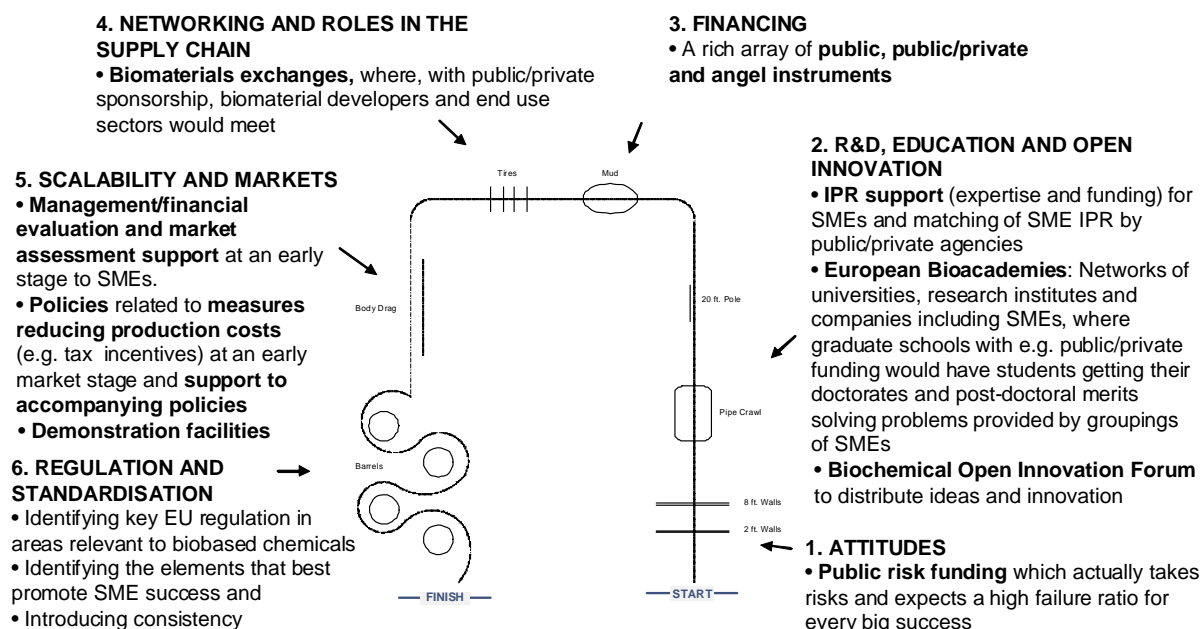 4. NETWORKING AND ROLES IN THE
SUPPLY CHAIN
• Biomaterials exchanges, where, with public/private
sponsorship, biomaterial developers and end use
sectors would meet
3. FINANCING
• A rich array of public, public/private
and angel instruments
2. R&D, EDUCATION AND OPEN
INNOVATION
• IPR support (expertise and funding) for
SMEs and matching of SME IPR by
public/private agencies
• European Bioacademies: Networks of
universities, research institutes and
companies including SMEs, where
graduate schools with e.g. public/private
funding would have students getting their
doctorates and post-doctoral merits
solving problems provided by groupings
of SMEs
• Biochemical Open Innovation Forum
to distribute ideas and innovation
5. SCALABILITY AND MARKETS
• Management/financial
evaluation and market
assessment support at an early
stage to SMEs.
• Policies related to measures
reducing production costs
(e.g. tax incentives) at an early
market stage and support to
accompanying policies
• Demonstration facilities
6. REGULATION AND
STANDARDISATION
• Identifying key EU regulation in
areas relevant to biobased chemicals
• Identifying the elements that best
promote SME success and
• Introducing consistency
Tires
Mud
Body Drag
20 ft. Pole
Pipe Crawl
Barrels
8 ft. Walls
2 ft. Walls
FINISH
START
1. ATTITUDES
• Public risk funding which actually takes
risks and expects a high failure ratio for
every big success